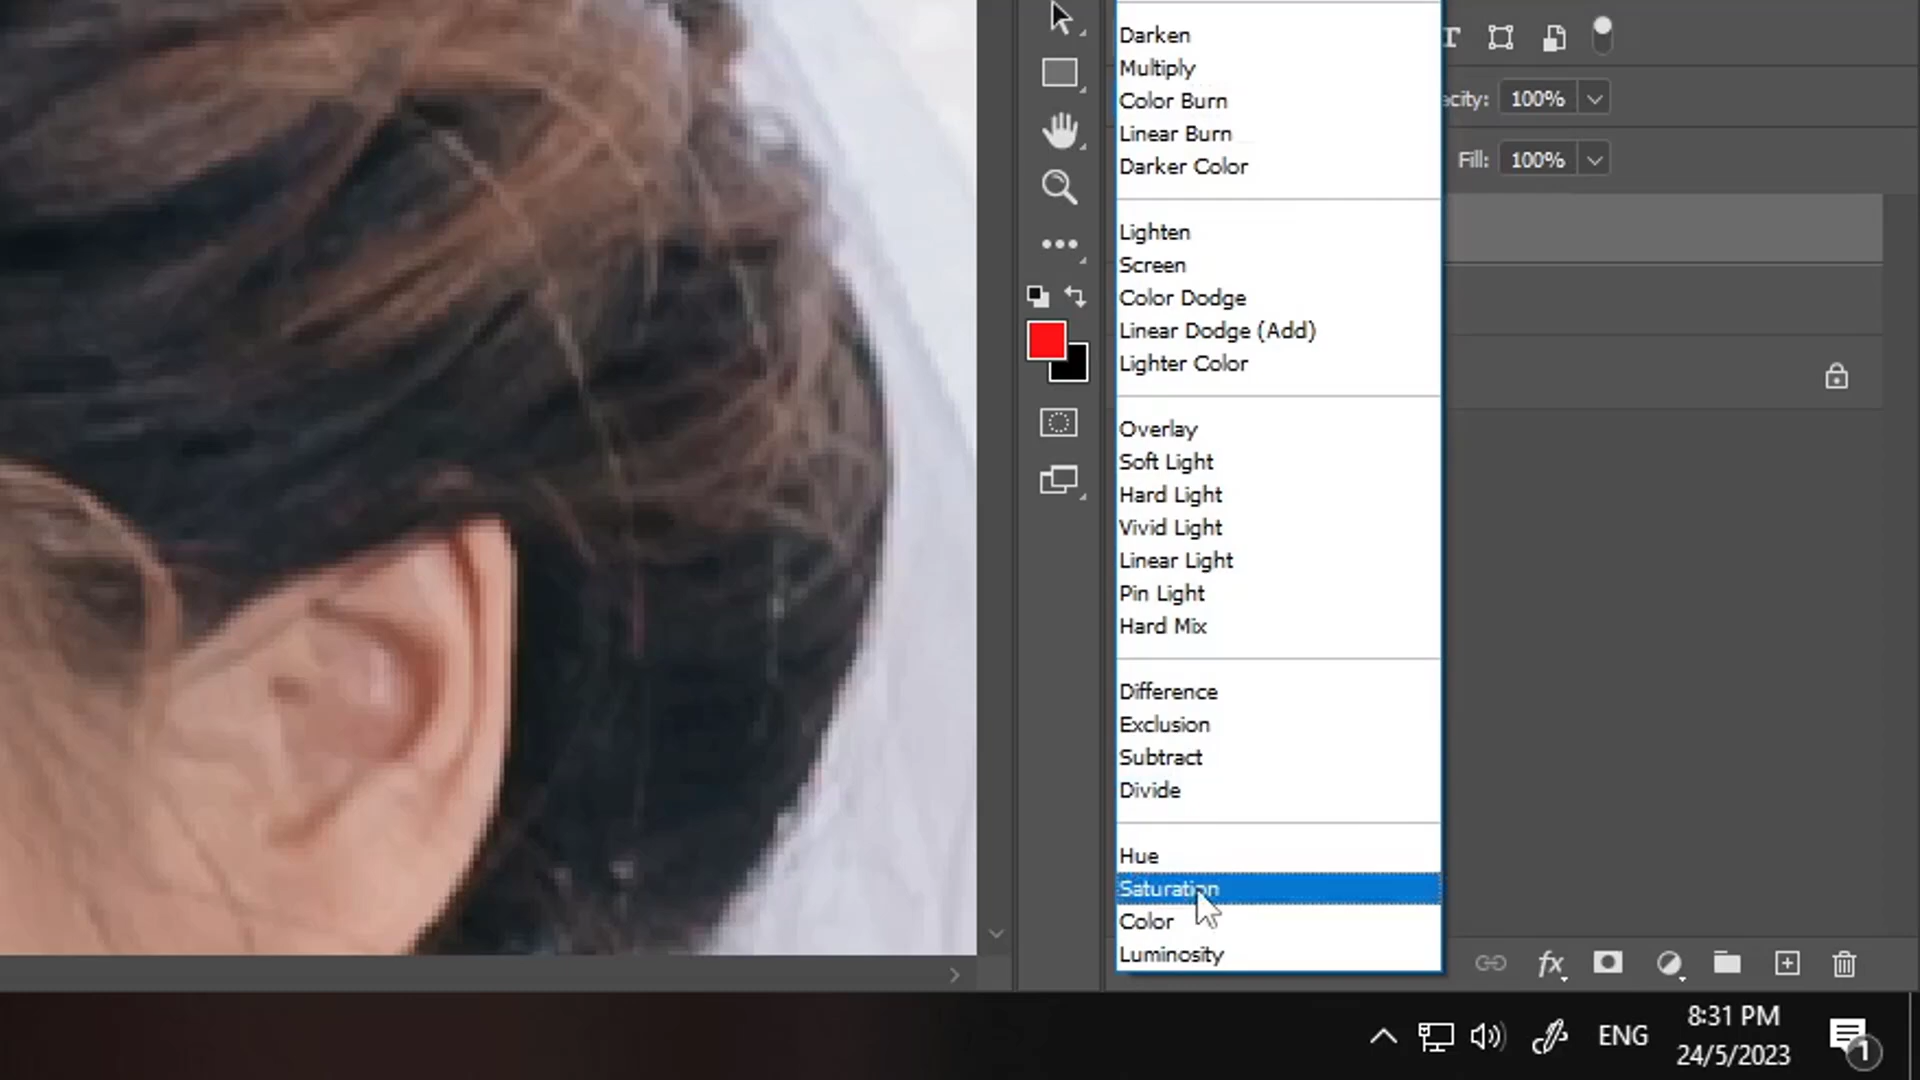 Darken
Multiply
Color Burn
Linear Burn
Darker Color
Lighten
Screen
Color Dodge
Linear Dodge (Add)
Lighter Color
Overlay
Soft Light
Hard Light
Vivid Light
Linear Light
Pin Light
Hard Mix
Difference
Exclusion
Subtract
Divide
Hue
Saturation
Color
Luminosity
T
acity: 100%
Fill: 100%
fx
ENG
8:31 PM
24/5/2023
1